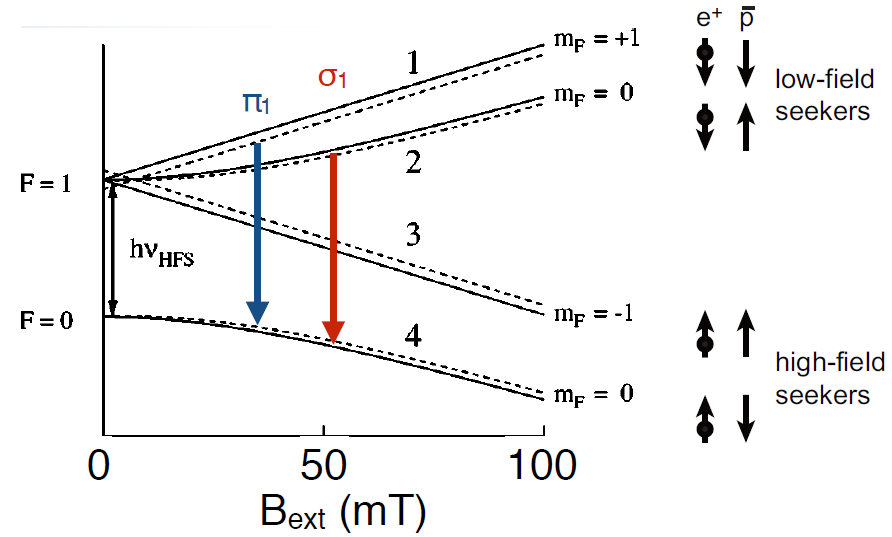 e⁺ p̄
m_F = +1
1
σ₁
π₁
low-field
seekers
m_F = 0
2
F = 1
3
hν_HFS
m_F = -1
F = 0
4
high-field
seekers
m_F = 0
0 50 100
B_ext (mT)